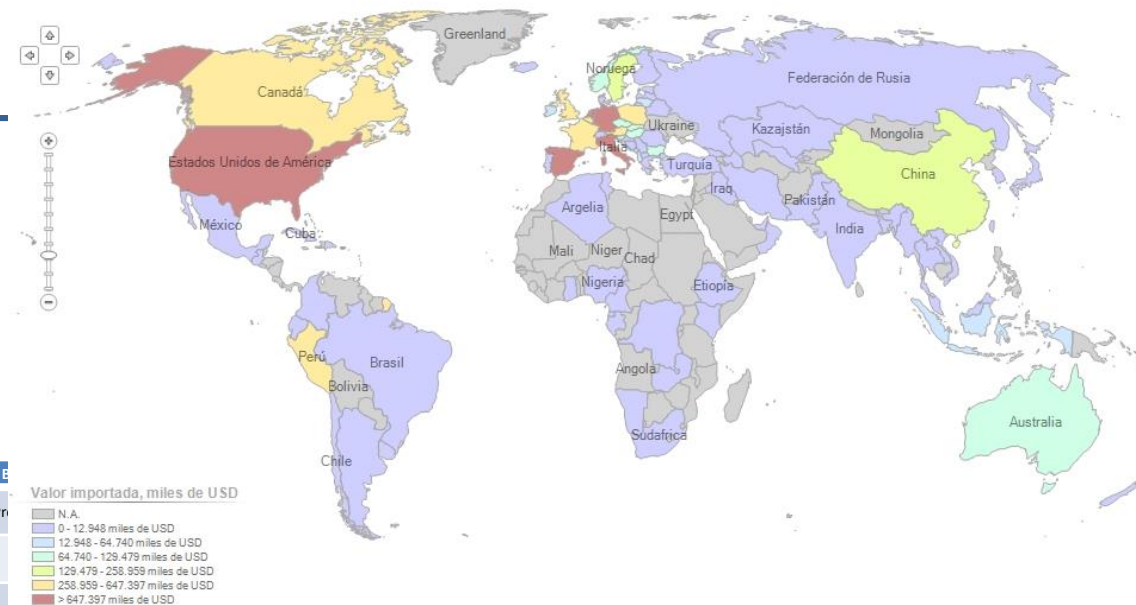 Greenland
Noruega
Federación de Rusia
Canadá
Ukraine
Kazajstán
Mongolia
Italia
Estados Unidos de América
Turquía
China
Iraq
Pakistán
México
Argelia
Egypt
India
Cuba
Mali
Niger
Chad
Nigeria
Etiopía
Perú
Brasil
Angola
Bolivia
Australia
Sudafrica
Chile
Valor importada, miles de USD
N.A.
0 - 12.948 miles de USD
12.948 - 64.740 miles de USD
64.740 - 129.479 miles de USD
129.479 - 258.959 miles de USD
258.959 - 647.397 miles de USD
> 647.397 miles de USD